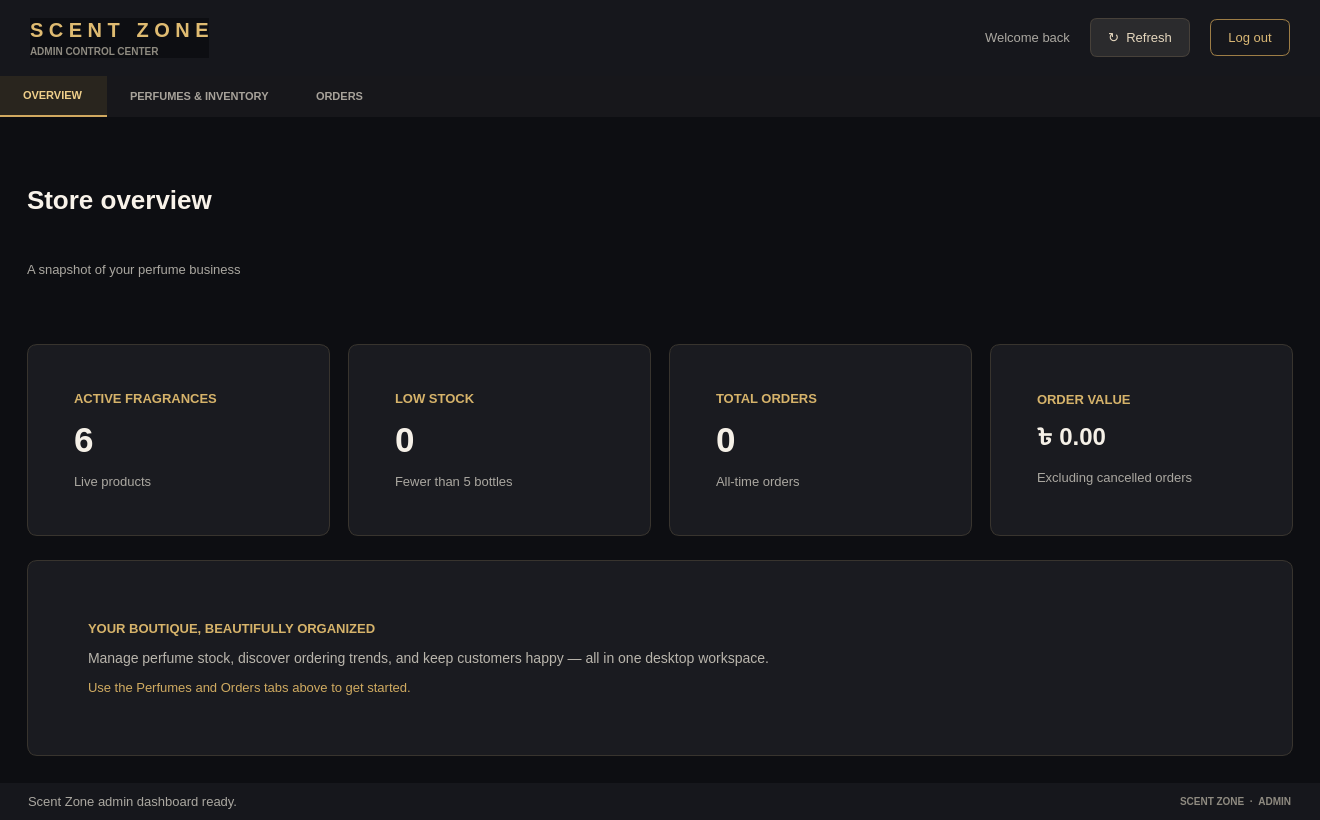 SCENT ZONE
ADMIN CONTROL CENTER
Welcome back
↻ Refresh
Log out
OVERVIEW
PERFUMES & INVENTORY
ORDERS
Store overview
A snapshot of your perfume business
ACTIVE FRAGRANCES
6
Live products
LOW STOCK
0
Fewer than 5 bottles
TOTAL ORDERS
0
All-time orders
ORDER VALUE
৳ 0.00
Excluding cancelled orders
YOUR BOUTIQUE, BEAUTIFULLY ORGANIZED
Manage perfume stock, discover ordering trends, and keep customers happy — all in one desktop workspace.
Use the Perfumes and Orders tabs above to get started.
Scent Zone admin dashboard ready.
SCENT ZONE · ADMIN